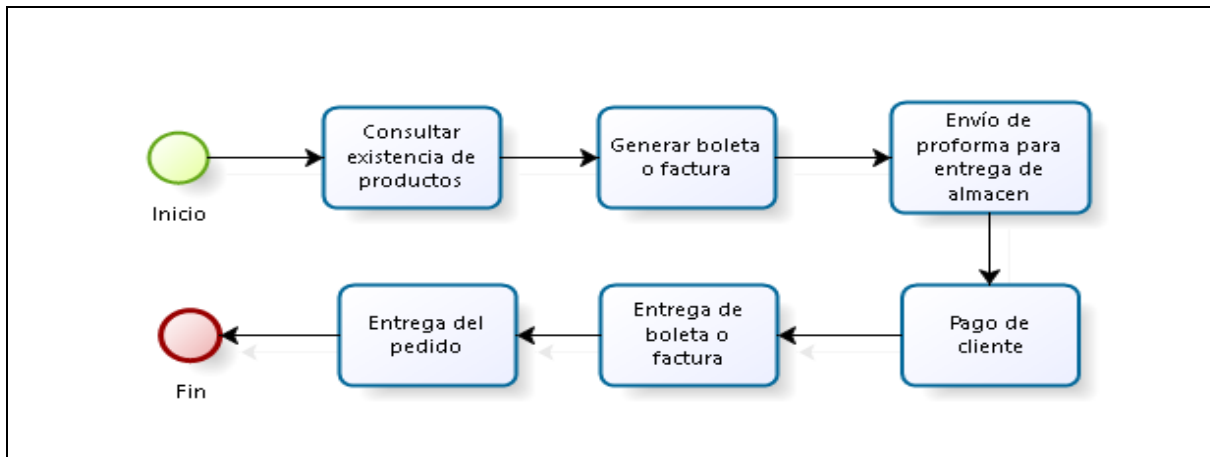 Inicio
Consultar
existencia de
productos
Generar boleta
o factura
Envío de
proforma para
entrega de
almacen
Pago de
cliente
Entrega de
boleta o
factura
Entrega del
pedido
Fin